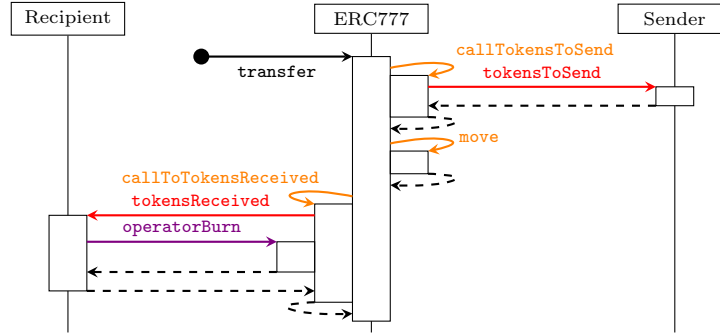 Recipient
ERC777
Sender
transfer
callTokensToSend
tokensToSend
move
callToTokensReceived
tokensReceived
operatorBurn